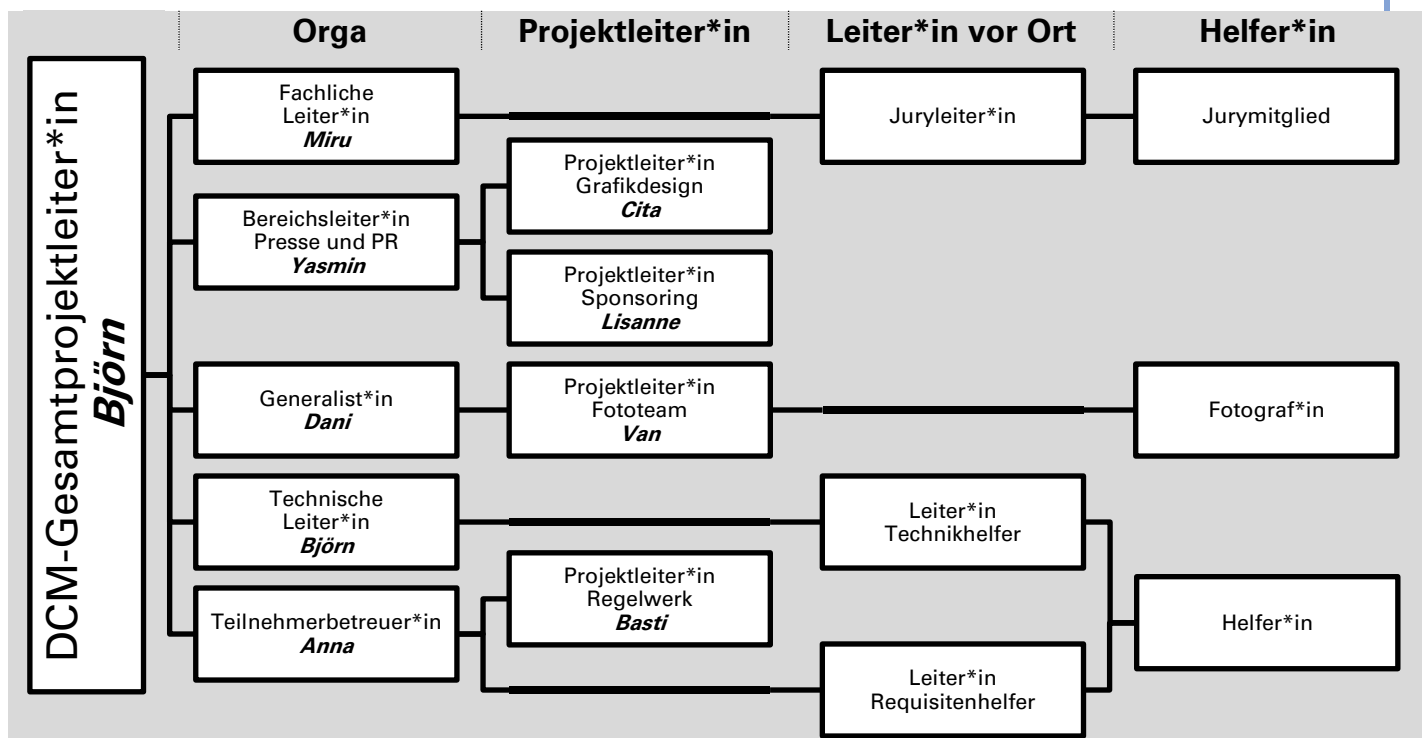 Orga
Projektleiter*in
Leiter*in vor Ort
Helfer*in
DCM-Gesamtprojektleiter*in
Björn
Fachliche
Leiter*in
Miru
Juryleiter*in
Jurymitglied
Bereichsleiter*in
Presse und PR
Yasmin
Projektleiter*in
Grafikdesign
Cita
Projektleiter*in
Sponsoring
Lisanne
Generalist*in
Dani
Projektleiter*in
Fototeam
Van
Fotograf*in
Technische
Leiter*in
Björn
Leiter*in
Technikhelfer
Teilnehmerbetreuer*in
Anna
Projektleiter*in
Regelwerk
Basti
Leiter*in
Requisitenhelfer
Helfer*in